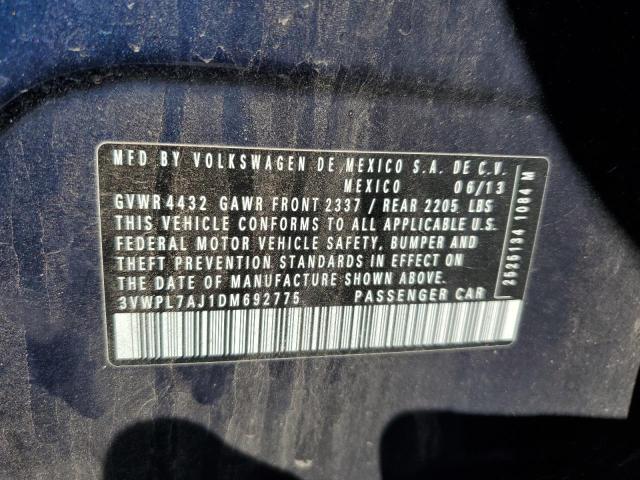 MFD BY VOLKSWAGEN DE MEXICO S.A. DE C.V.
MEXICO 06/13
GVWR 4432 GAWR FRONT 2337 / REAR 2205 LBS
THIS VEHICLE CONFORMS TO ALL APPLICABLE U.S.
FEDERAL MOTOR VEHICLE SAFETY, BUMPER AND
THEFT PREVENTION STANDARDS IN EFFECT ON
THE DATE OF MANUFACTURE SHOWN ABOVE.
3VWPL7AJ1DM692775 PASSENGER CAR
2525134 1084 M